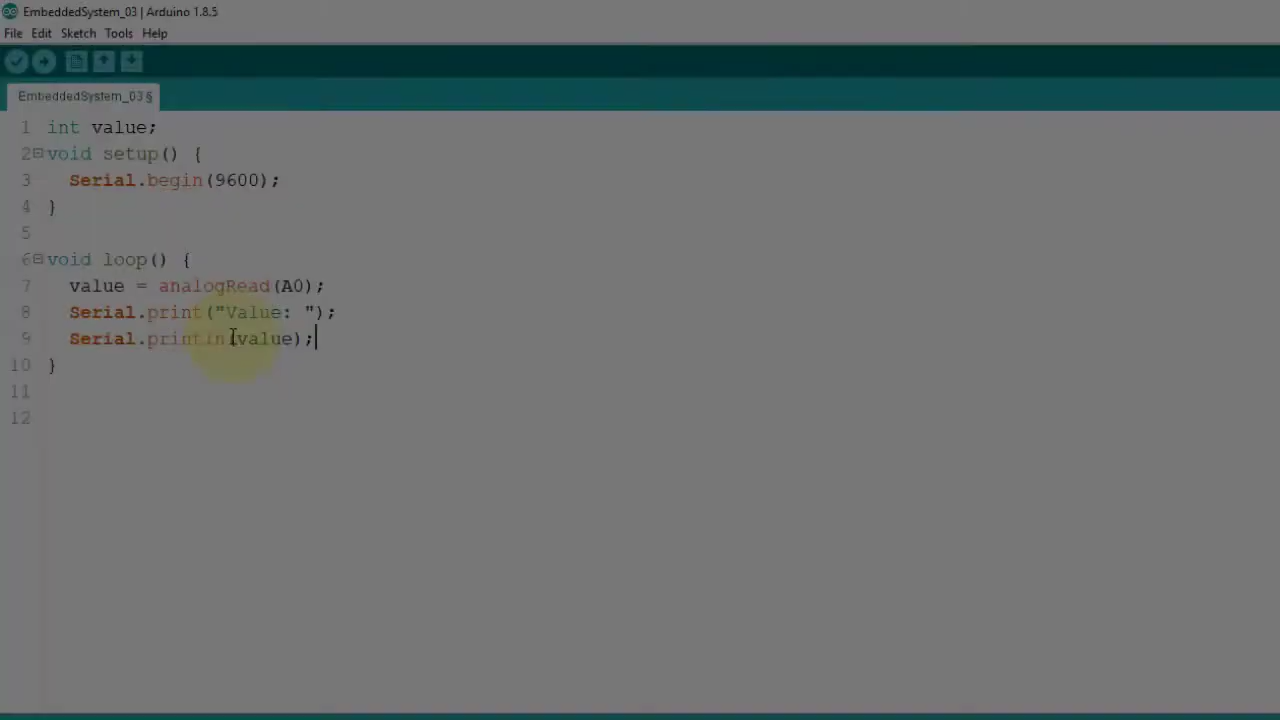 EmbeddedSystem_03 | Arduino 1.8.5
File Edit Sketch Tools Help
EmbeddedSystem_03 §
1 int value;
2 void setup() {
3 Serial.begin(9600);
4 }
5
6 void loop() {
7 value = analogRead(A0);
8 Serial.print("Value: ");
9 Serial.println(value);
10 }
11
12